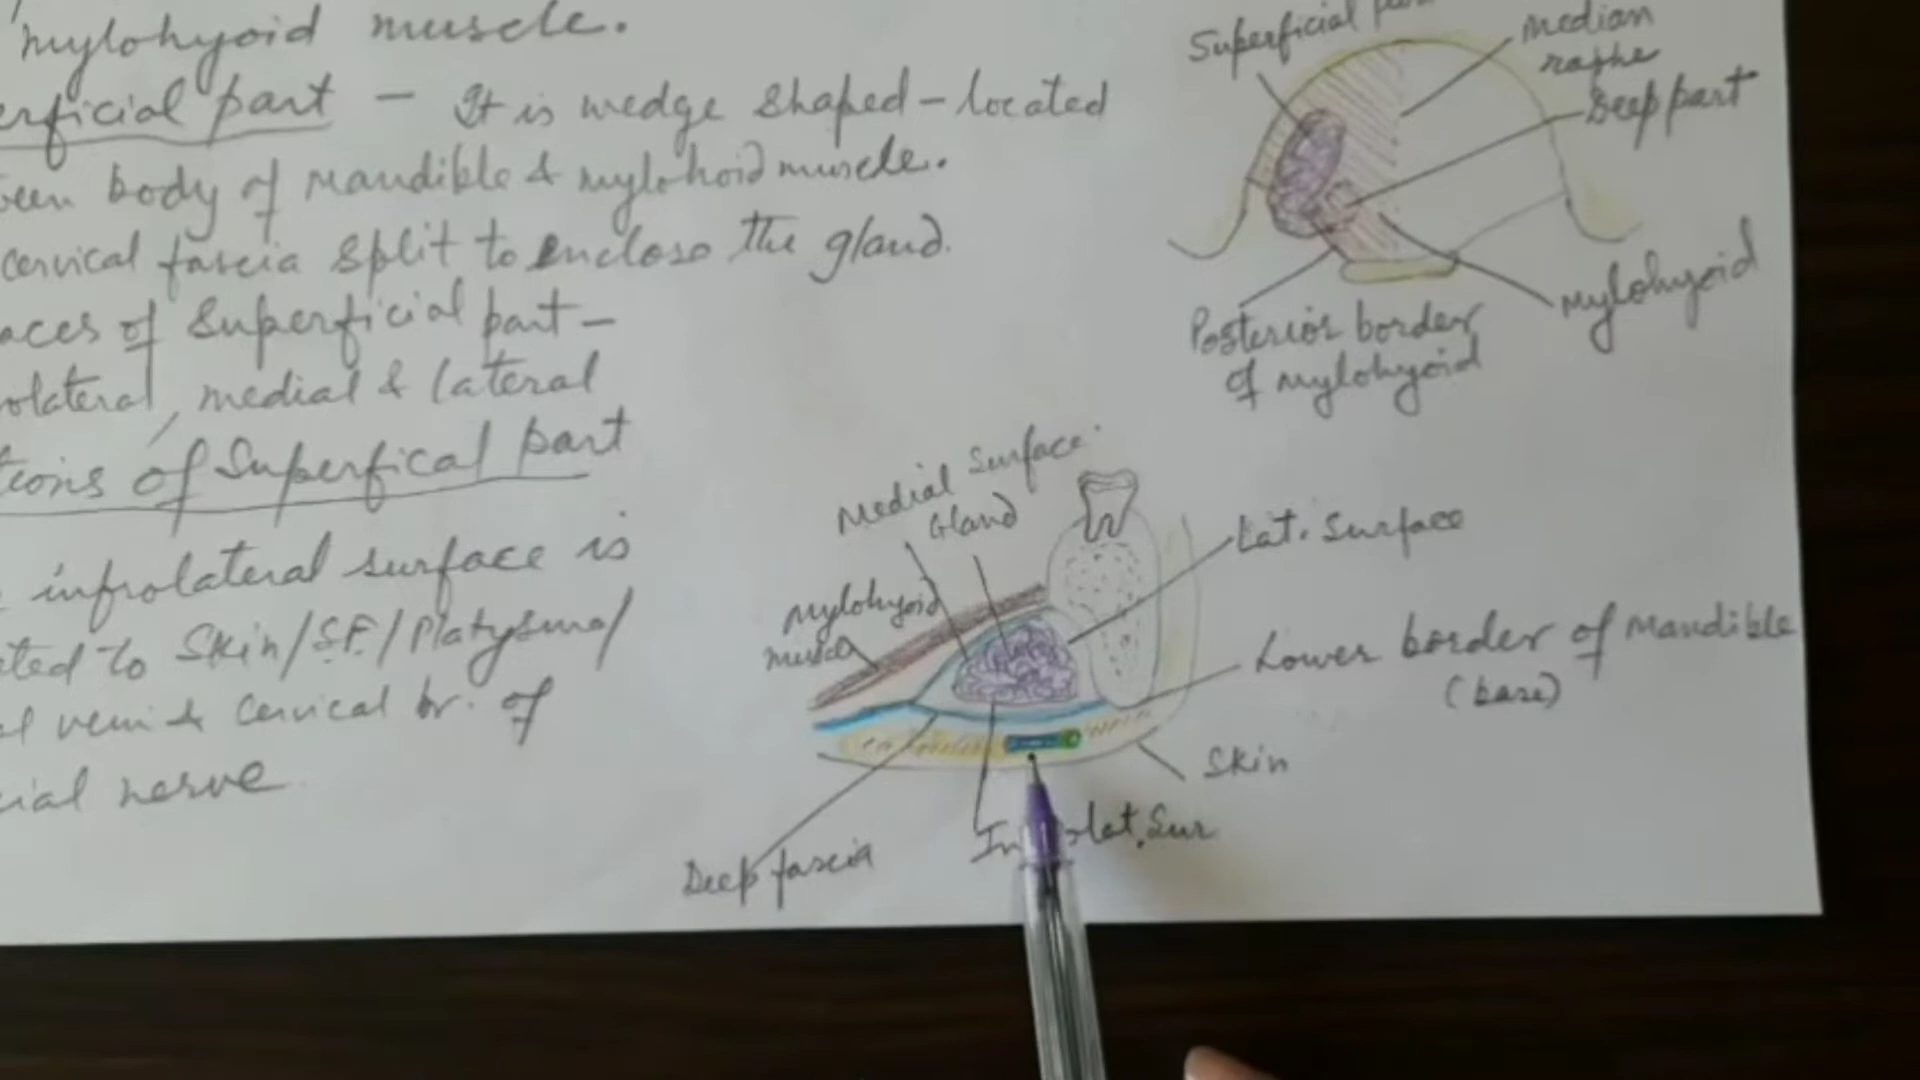 mylohyoid muscle.
erficial part - It is wedge shaped - located
een body of Mandible & mylohoid muscle.
cervical fascia split to enclose the gland.
aces of Superficial part -
olateral, medial & lateral
tions of Superfical part
infrolateral surface is
ted to Skin/S.F./Platysma/
l vein & Cervical br. of
cial nerve
Superficial
Median
raphe
Deep part
Mylohyoid
Posterior border
of mylohyoid
Medial Surface
Gland
Mylohyoid
muscle
Lat. Surface
Lower border of Mandible
(base)
Skin
Deep fascia
lat. Sur